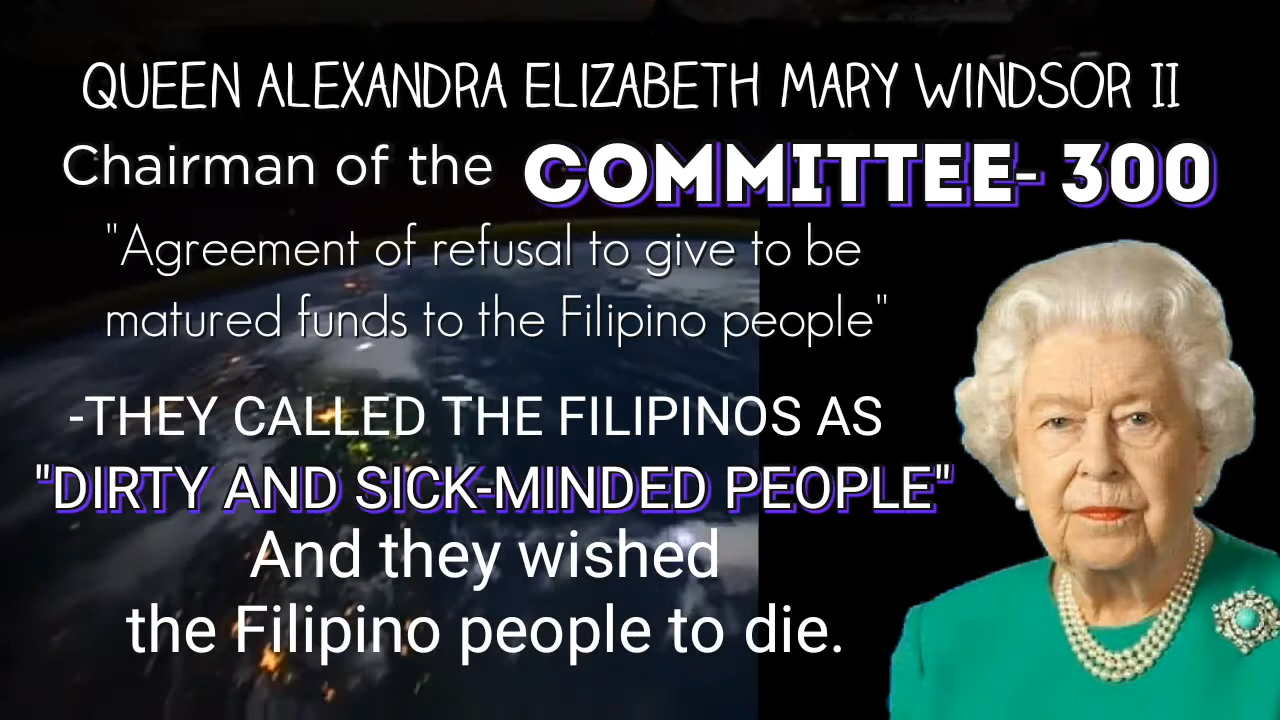 QUEEN ALEXANDRA ELIZABETH MARY WINDSOR II
Chairman of the COMMITTEE- 300
"Agreement of refusal to give to be
matured funds to the Filipino people"
-THEY CALLED THE FILIPINOS AS
"DIRTY AND SICK-MINDED PEOPLE"
And they wished
the Filipino people to die.